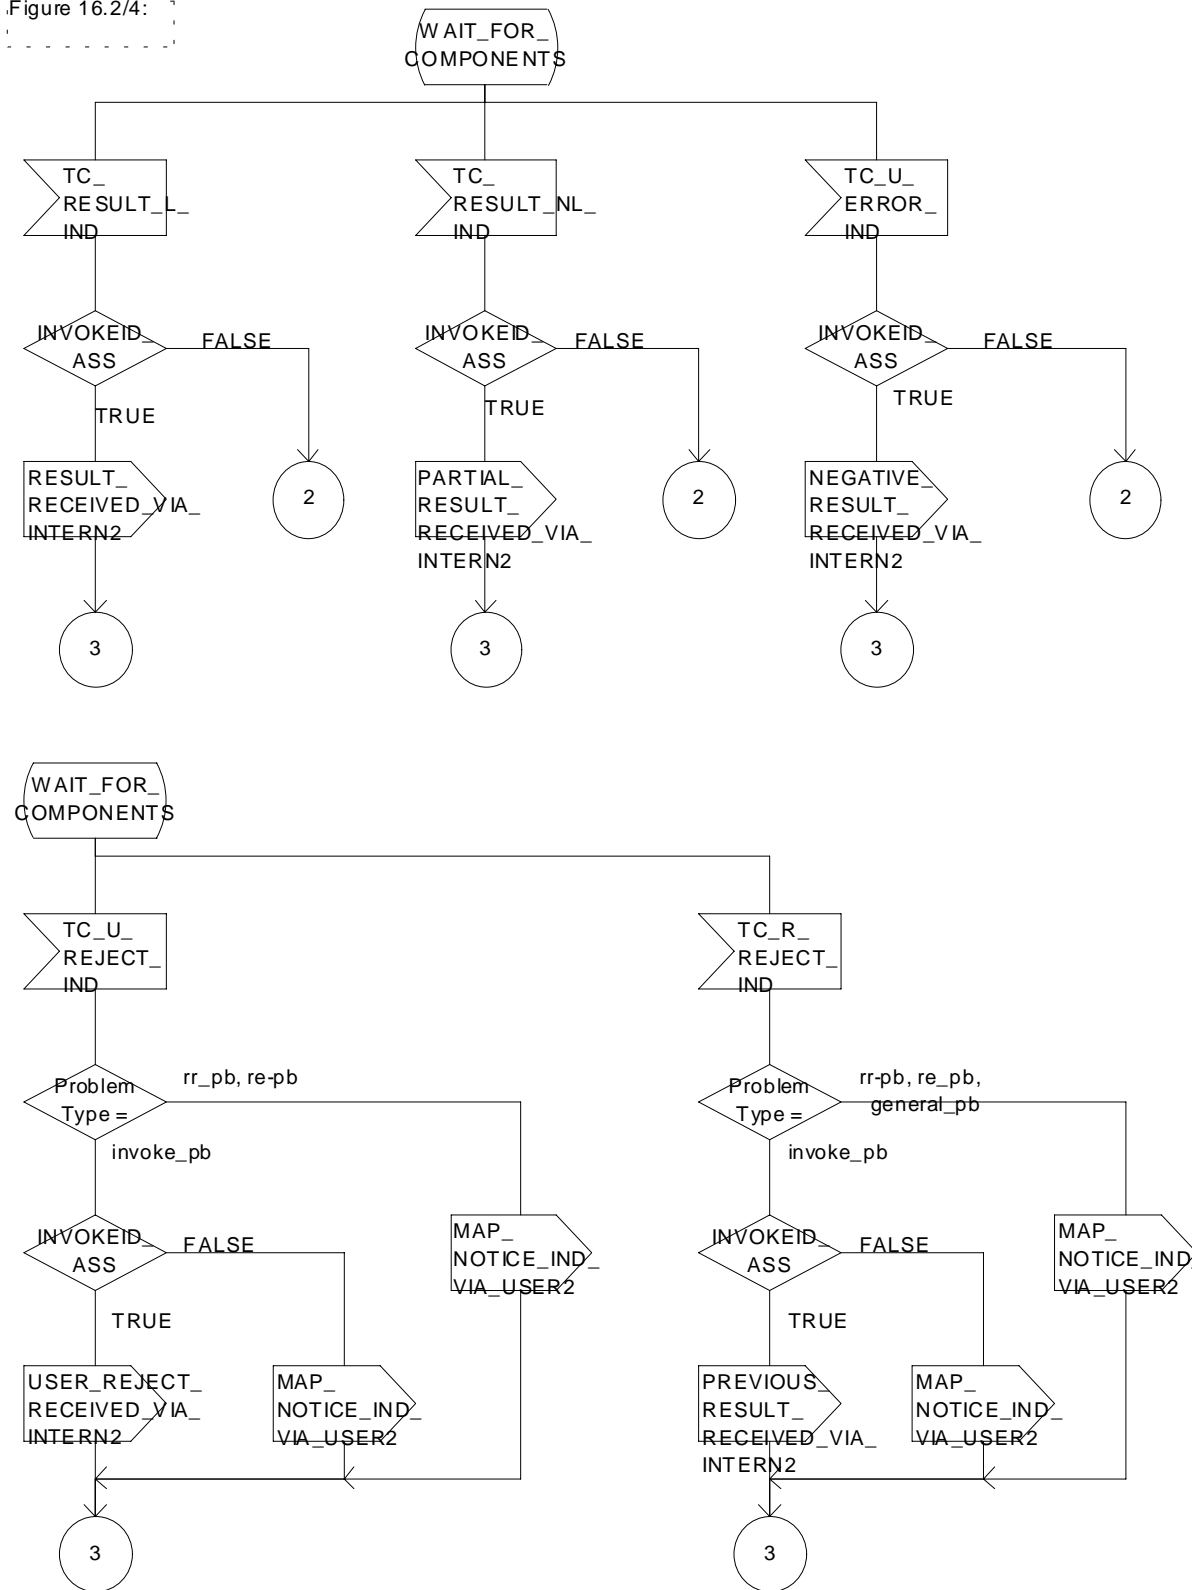 Figure 16.2/4:
WAIT_FOR_
COMPONENTS
TC_
RESULT_L_
IND
TC_
RESULT_NL_
IND
TC_U_
ERROR_
IND
INVOKEID_
ASS
FALSE
TRUE
INVOKEID_
ASS
FALSE
TRUE
INVOKEID_
ASS
FALSE
TRUE
RESULT_
RECEIVED_VIA_
INTERN2
2
PARTIAL_
RESULT_
RECEIVED_VIA_
INTERN2
2
NEGATIVE_
RESULT_
RECEIVED_VIA_
INTERN2
2
3
3
3
WAIT_FOR_
COMPONENTS
TC_U_
REJECT_
IND
TC_R_
REJECT_
IND
Problem
Type =
rr_pb, re-pb
invoke_pb
Problem
Type =
rr-pb, re_pb,
general_pb
invoke_pb
INVOKEID_
ASS
FALSE
TRUE
MAP_
NOTICE_IND_
VIA_USER2
INVOKEID_
ASS
FALSE
TRUE
MAP_
NOTICE_IND_
VIA_USER2
USER_REJECT_
RECEIVED_VIA_
INTERN2
MAP_
NOTICE_IND_
VIA_USER2
PREVIOUS_
RESULT_
RECEIVED_VIA_
INTERN2
MAP_
NOTICE_IND_
VIA_USER2
3
3